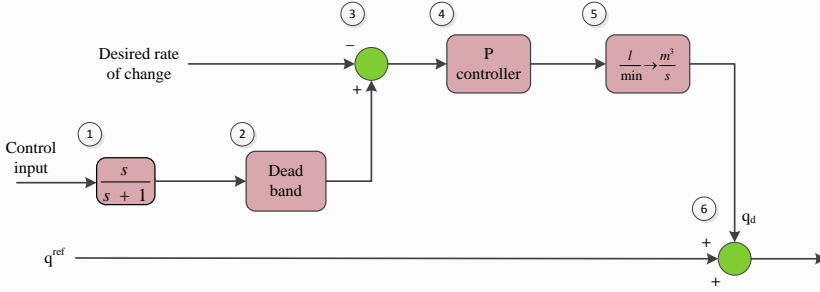 3
4
5
−
Desired rate
of change
+
P
controller
l/min → m³/s
1
2
Control
input
s
s + 1
Dead
band
6
q_d
+
q^ref
+